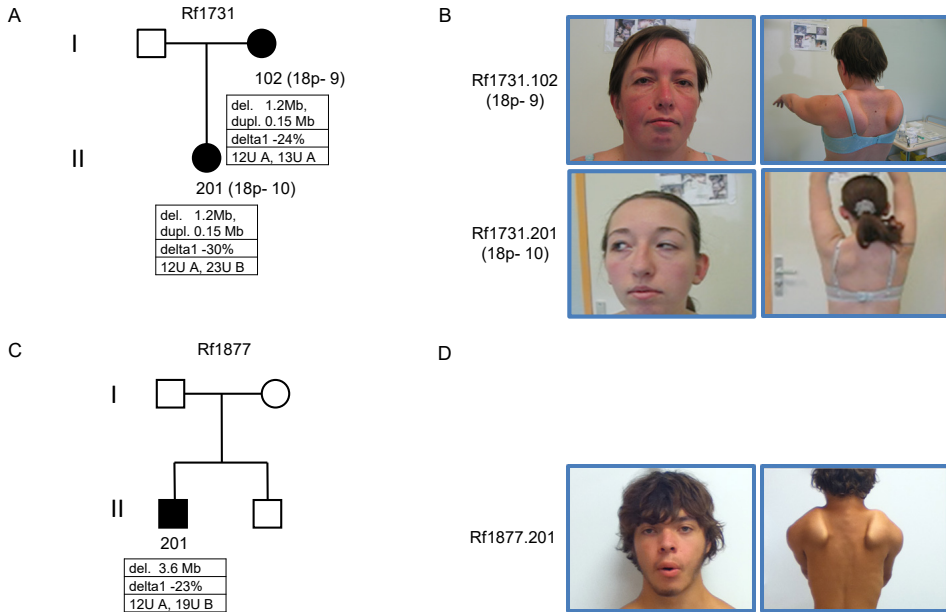 A
Rf1731
I
102 (18p- 9)
del. 1.2Mb,
dupl. 0.15 Mb
delta1 -24%
12U A, 13U A
II
201 (18p- 10)
del. 1.2Mb,
dupl. 0.15 Mb
delta1 -30%
12U A, 23U B
B
Rf1731.102
(18p- 9)
Rf1731.201
(18p- 10)
C
Rf1877
I
II
201
del. 3.6 Mb
delta1 -23%
12U A, 19U B
D
Rf1877.201